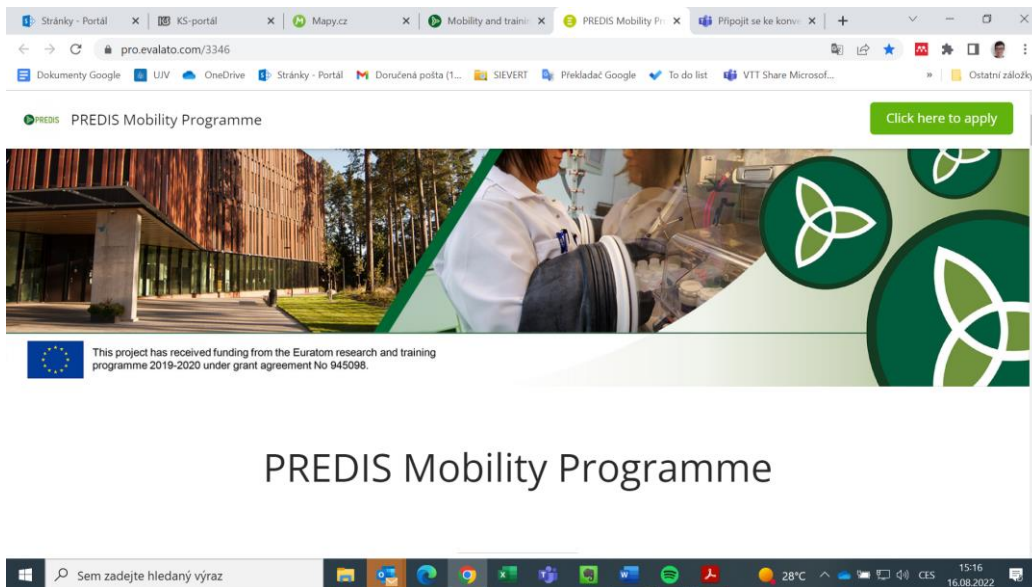 Stránky - Portál
KS-portál
Mapy.cz
Mobility and trainin
PREDIS Mobility Pr
Připojit se ke konve
pro.evalato.com/3346
Dokumenty Google
UJV
OneDrive
Stránky - Portál
Doručená pošta (1...
SIEVERT
Překladač Google
To do list
VTT Share Microsof...
»
Ostatní záložky
PREDIS
PREDIS Mobility Programme
Click here to apply
This project has received funding from the Euratom research and training
programme 2019-2020 under grant agreement No 945098.
PREDIS Mobility Programme
Sem zadejte hledaný výraz
28°C
CES
15:16
16.08.2022